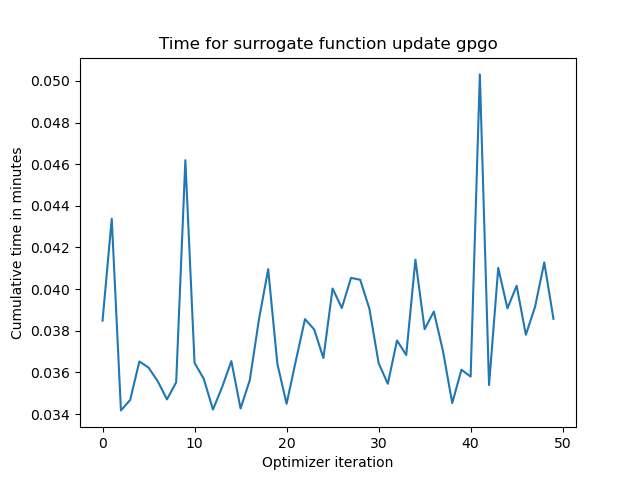 Time for surrogate function update gpgo
0.050
0.048
0.046
0.044
0.042
0.040
0.038
0.036
0.034
Cumulative time in minutes
0 10 20 30 40 50
Optimizer iteration